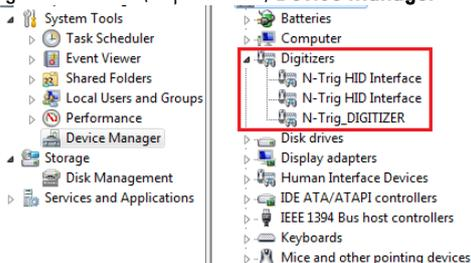 System Tools
Task Scheduler
Event Viewer
Shared Folders
Local Users and Groups
Performance
Device Manager
Storage
Disk Management
Services and Applications
Batteries
Computer
Digitizers
N-Trig HID Interface
N-Trig HID Interface
N-Trig_DIGITIZER
Disk drives
Display adapters
Human Interface Devices
IDE ATA/ATAPI controllers
IEEE 1394 Bus host controllers
Keyboards
Mice and other pointing devices